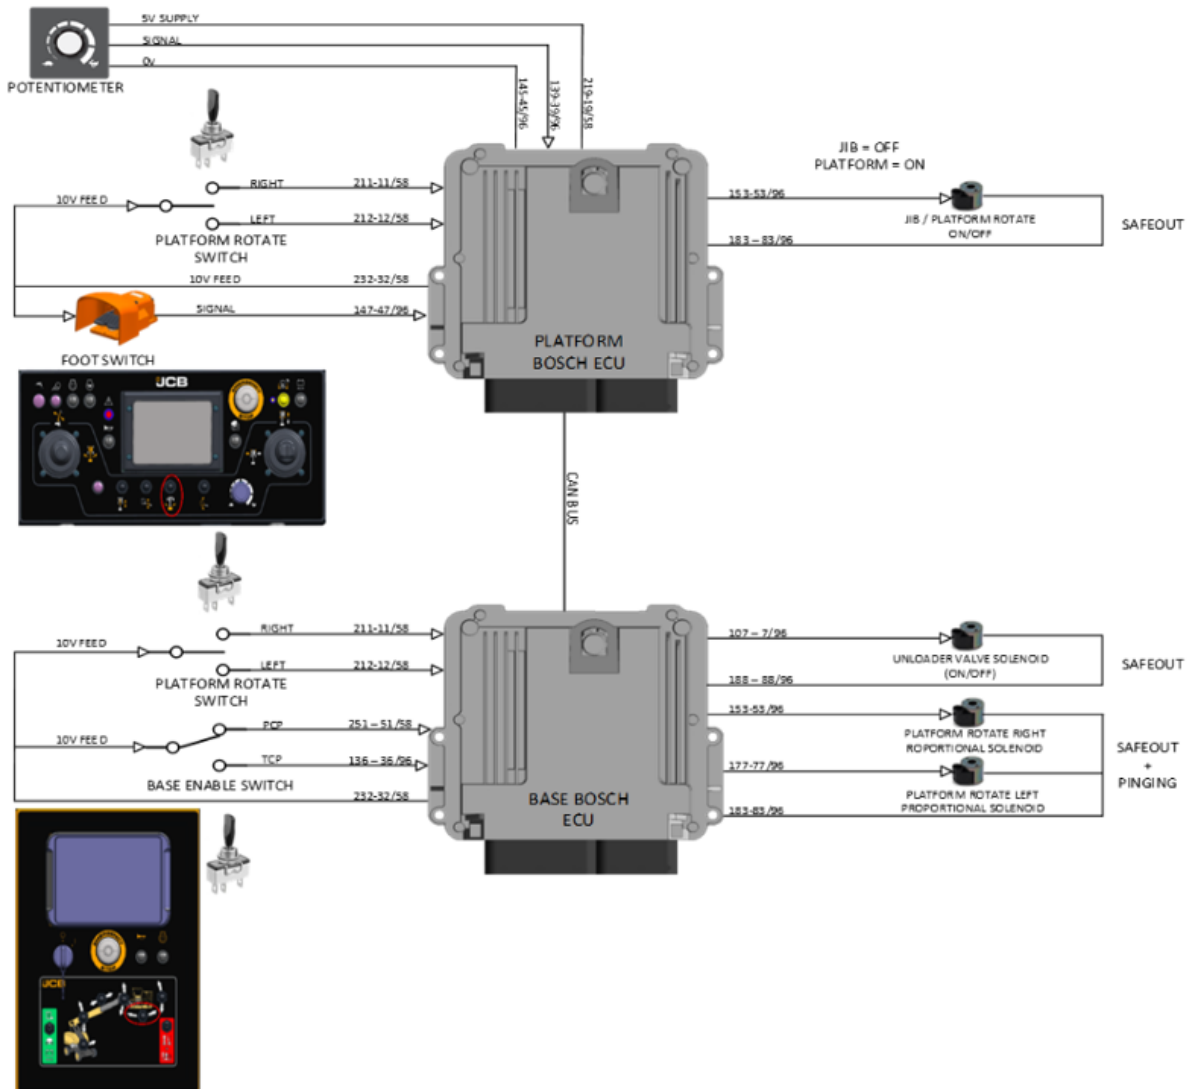 5V SUPPLY
SIGNAL
0V
POTENTIOMETER
145-45/96
139-39/96
219-19/58
RIGHT
211-11/58
10V FEED
LEFT
212-12/58
PLATFORM ROTATE
SWITCH
10V FEED
232-32/58
SIGNAL
147-47/96
FOOT SWITCH
PLATFORM
BOSCH ECU
JIB = OFF
PLATFORM = ON
153-53/96
JIB / PLATFORM ROTATE
ON/OFF
183 – 83/96
SAFEOUT
JCB
CAN BUS
RIGHT
211-11/58
10V FEED
LEFT
212-12/58
PLATFORM ROTATE
SWITCH
PCP
251 – 51/58
10V FEED
TCP
136 – 36/96
BASE ENABLE SWITCH
232-32/58
BASE BOSCH
ECU
107 – 7/96
UNLOADER VALVE SOLENOID
(ON/OFF)
188 – 88/96
SAFEOUT
153-53/96
PLATFORM ROTATE RIGHT
ROPORTIONAL SOLENOID
177-77/96
PLATFORM ROTATE LEFT
PROPORTIONAL SOLENOID
183-83/96
SAFEOUT
+
PINGING
JCB